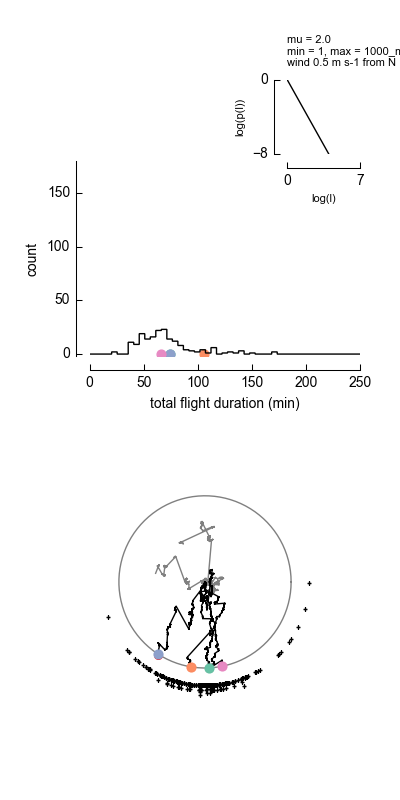 mu = 2.0
min = 1, max = 1000_m
wind 0.5 m s-1 from N
0
log(p(l))
−8
0 7
log(l)
150
100
count
50
0
0 50 100 150 200 250
total flight duration (min)